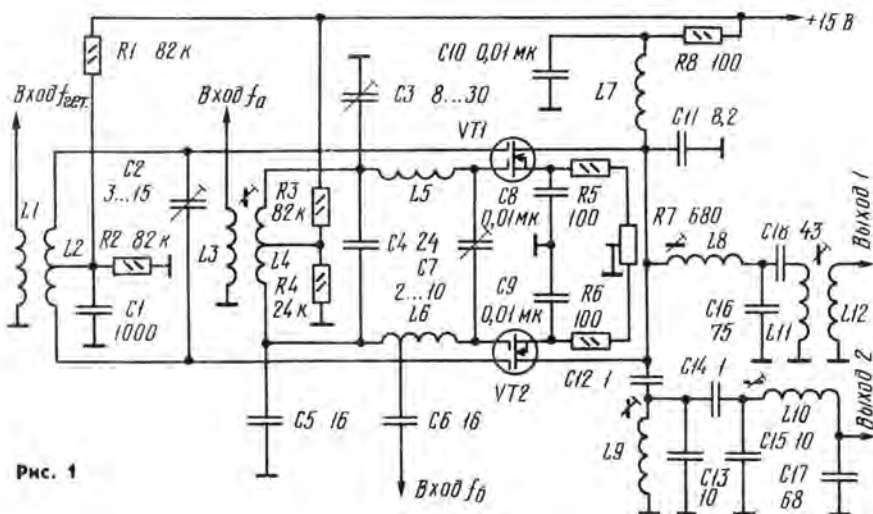 +15 В
R1 82 к
Вход fгет.
Вход fа
C10 0,01 мк
R8 100
C3 8...30
L7
VT1
C11 8,2
C2
3...15
L1
L2
R2 82 к
C1
1000
L3
R3
82 к
L4
R4
24 к
L5
C4 24
C7
2...10
L6
C8
0,01 мк
C9
0,01 мк
R5
100
R6
100
R7 680
L8
C18 43
Выход 1
C16
75
L11
L12
VT2
C12 1
C14 1
Выход 2
L9
L10
C15 10
C13
10
C17
68
C5 16
C6 16
Вход fб
Рис. 1